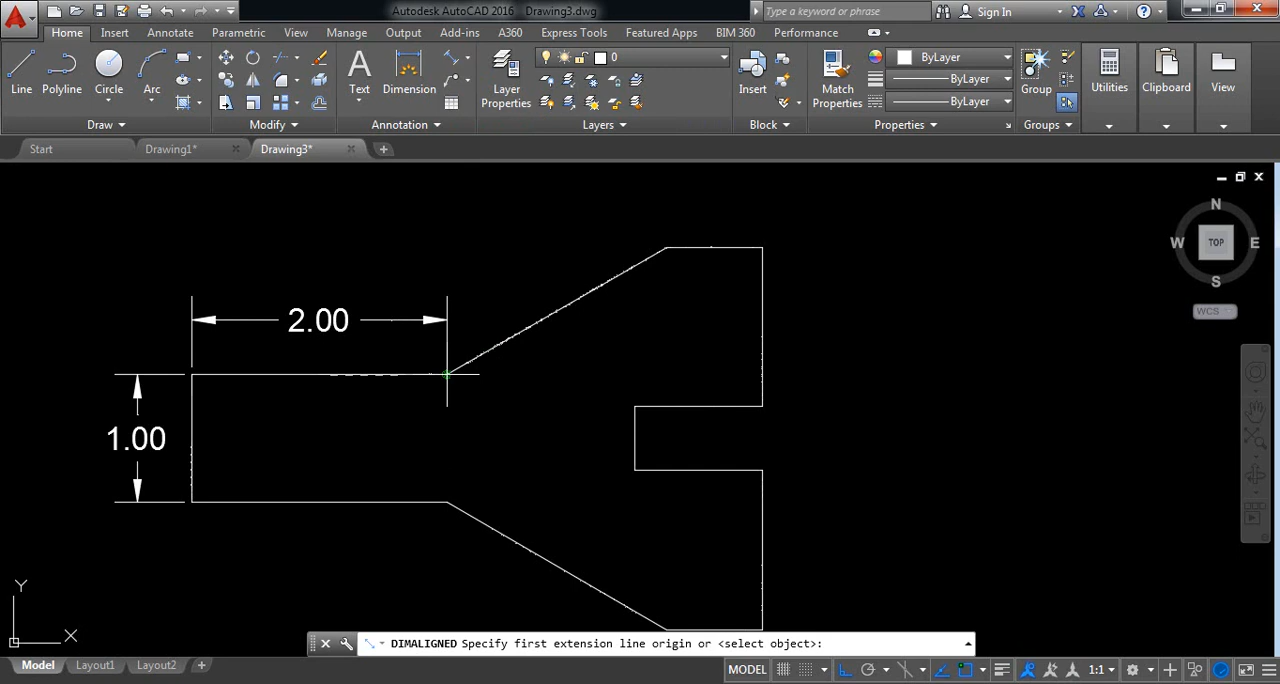 Autodesk AutoCAD 2016 Drawing3.dwg
Type a keyword or phrase
Sign In
Home Insert Annotate Parametric View Manage Output Add-ins A360 Express Tools Featured Apps BIM 360 Performance
Line Polyline Circle Arc
Draw
Modify
Text Dimension
Annotation
Layer Properties
0
Layers
Insert
Block
Match Properties
ByLayer
ByLayer
ByLayer
Properties
Group
Groups
Utilities
Clipboard
View
Start Drawing1* Drawing3*
N
W TOP E
S
WCS
2.00
1.00
Y
X
DIMALIGNED Specify first extension line origin or <select object>:
Model Layout1 Layout2
MODEL 1:1